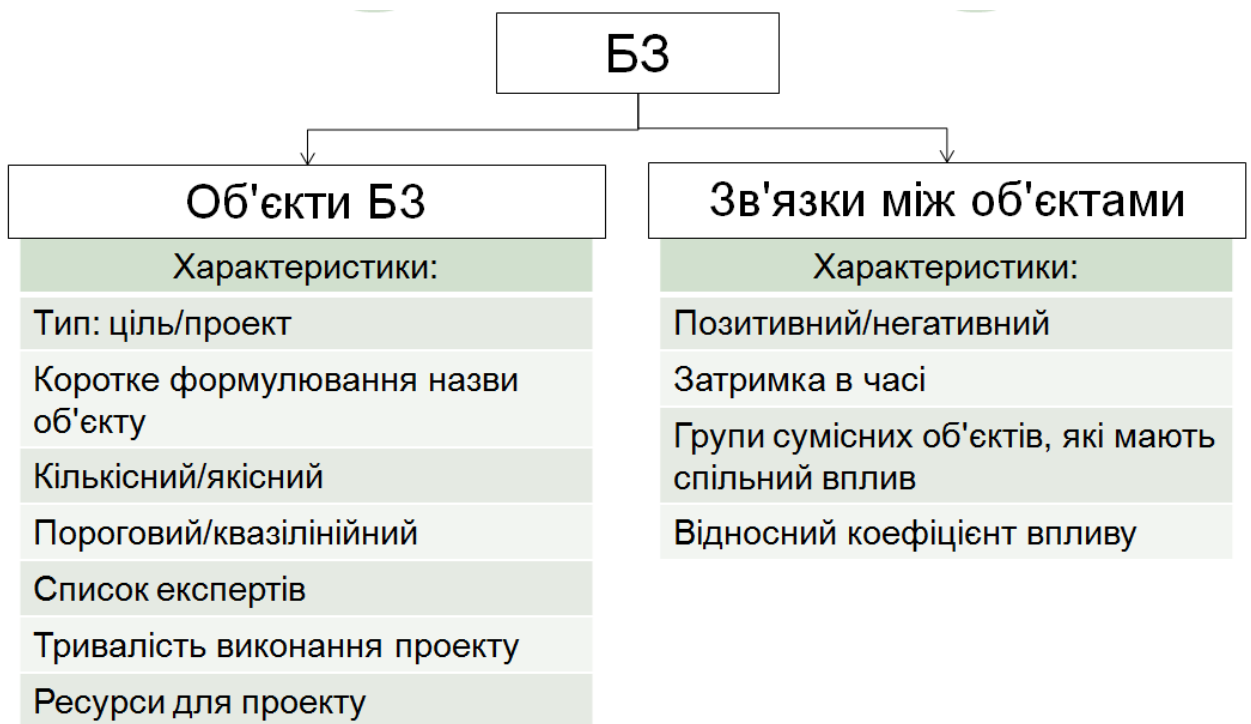 БЗ
Об'єкти БЗ
Характеристики:
Тип: ціль/проект
Коротке формулювання назви
об'єкту
Кількісний/якісний
Пороговий/квазілінійний
Список експертів
Тривалість виконання проекту
Ресурси для проекту
Зв'язки між об'єктами
Характеристики:
Позитивний/негативний
Затримка в часі
Групи сумісних об'єктів, які мають
спільний вплив
Відносний коефіцієнт впливу